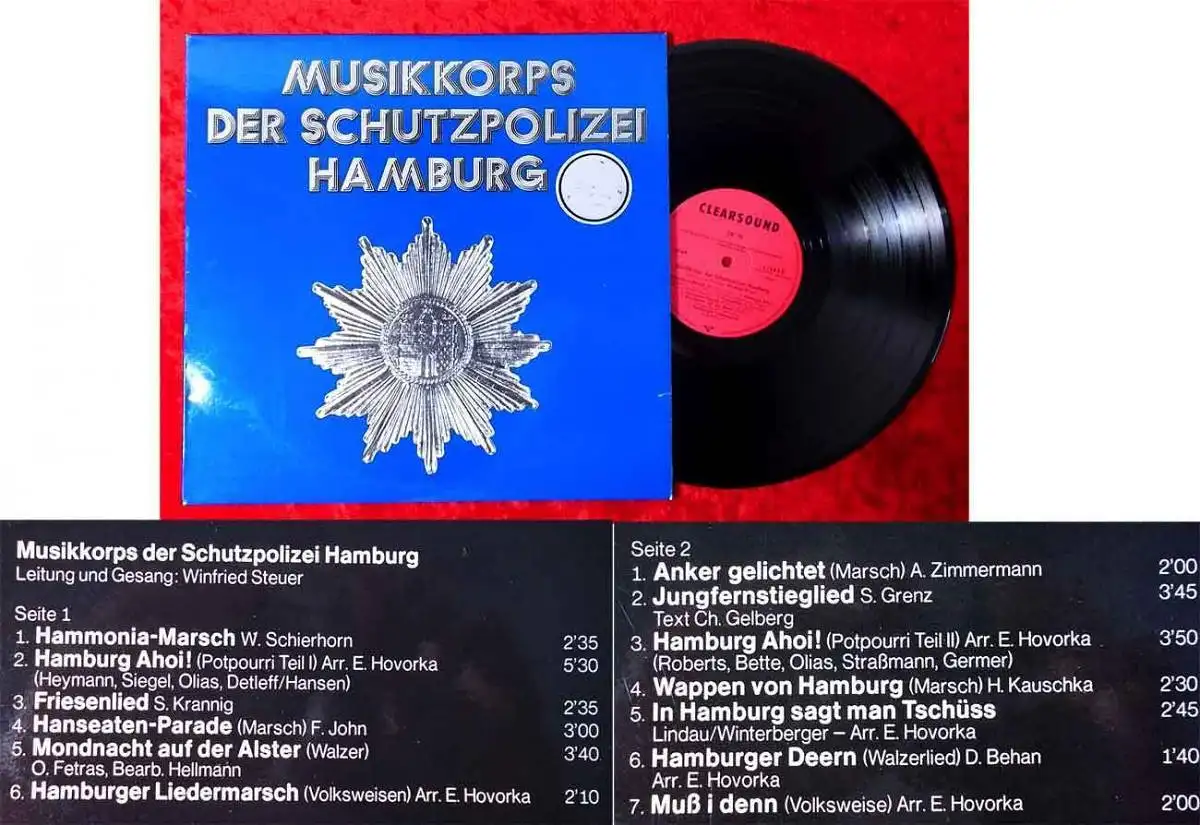 MUSIKKORPS
DER SCHUTZPOLIZEI
HAMBURG
CLEARSOUND
Musikkorps der Schutzpolizei Hamburg
Leitung und Gesang: Winfried Steuer
Seite 1
1. Hammonia-Marsch W. Schierhorn 2'35
2. Hamburg Ahoi! (Potpourri Teil I) Arr. E. Hovorka 5'30
(Heymann, Siegel, Olias, Detleff/Hansen)
3. Friesenlied S. Krannig 2'35
4. Hanseaten-Parade (Marsch) F. John 3'00
5. Mondnacht auf der Alster (Walzer) 3'40
O. Fetras, Bearb. Hellmann
6. Hamburger Liedermarsch (Volksweisen) Arr. E. Hovorka 2'10
Seite 2
1. Anker gelichtet (Marsch) A. Zimmermann 2'00
2. Jungfernstieglied S. Grenz 3'45
Text Ch. Gelberg
3. Hamburg Ahoi! (Potpourri Teil II) Arr. E. Hovorka 3'50
(Roberts, Bette, Olias, Straßmann, Germer)
4. Wappen von Hamburg (Marsch) H. Kauschka 2'30
5. In Hamburg sagt man Tschüss 2'45
Lindau/Winterberger – Arr. E. Hovorka
6. Hamburger Deern (Walzerlied) D. Behan 1'40
Arr. E. Hovorka
7. Muß i denn (Volksweise) Arr. E. Hovorka 2'00